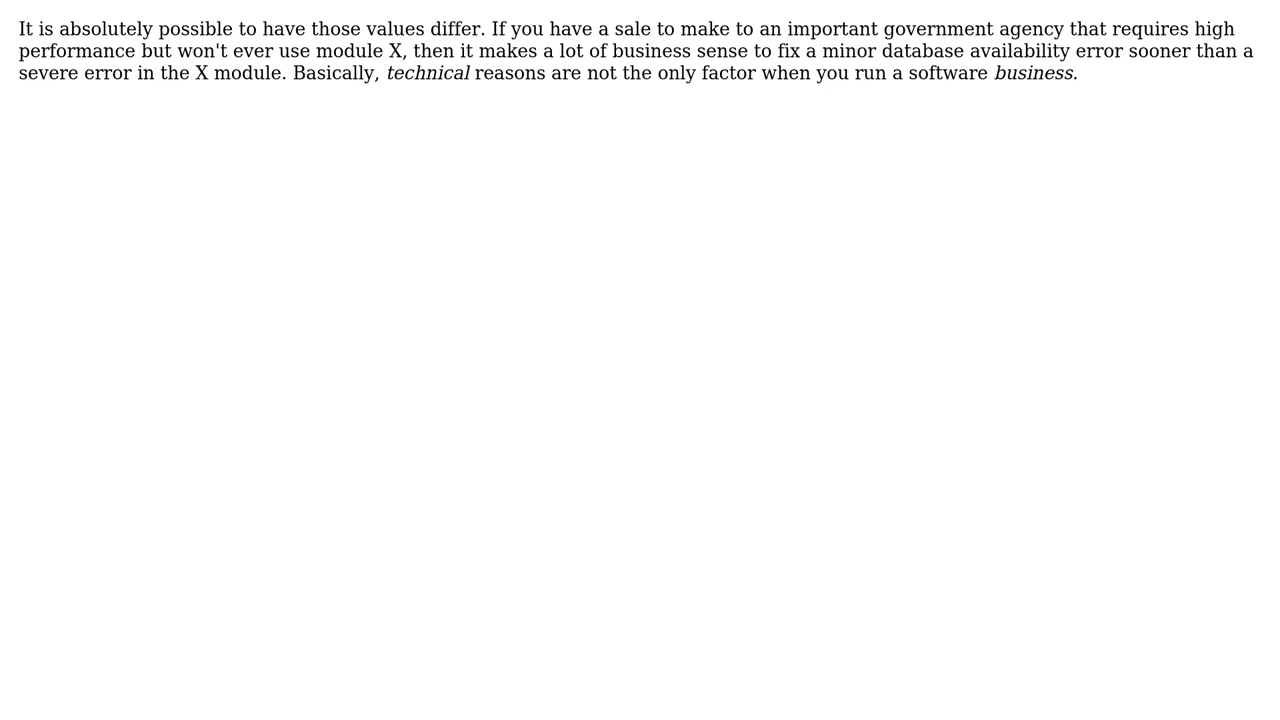 It is absolutely possible to have those values differ. If you have a sale to make to an important government agency that requires high
performance but won't ever use module X, then it makes a lot of business sense to fix a minor database availability error sooner than a
severe error in the X module. Basically, technical reasons are not the only factor when you run a software business.